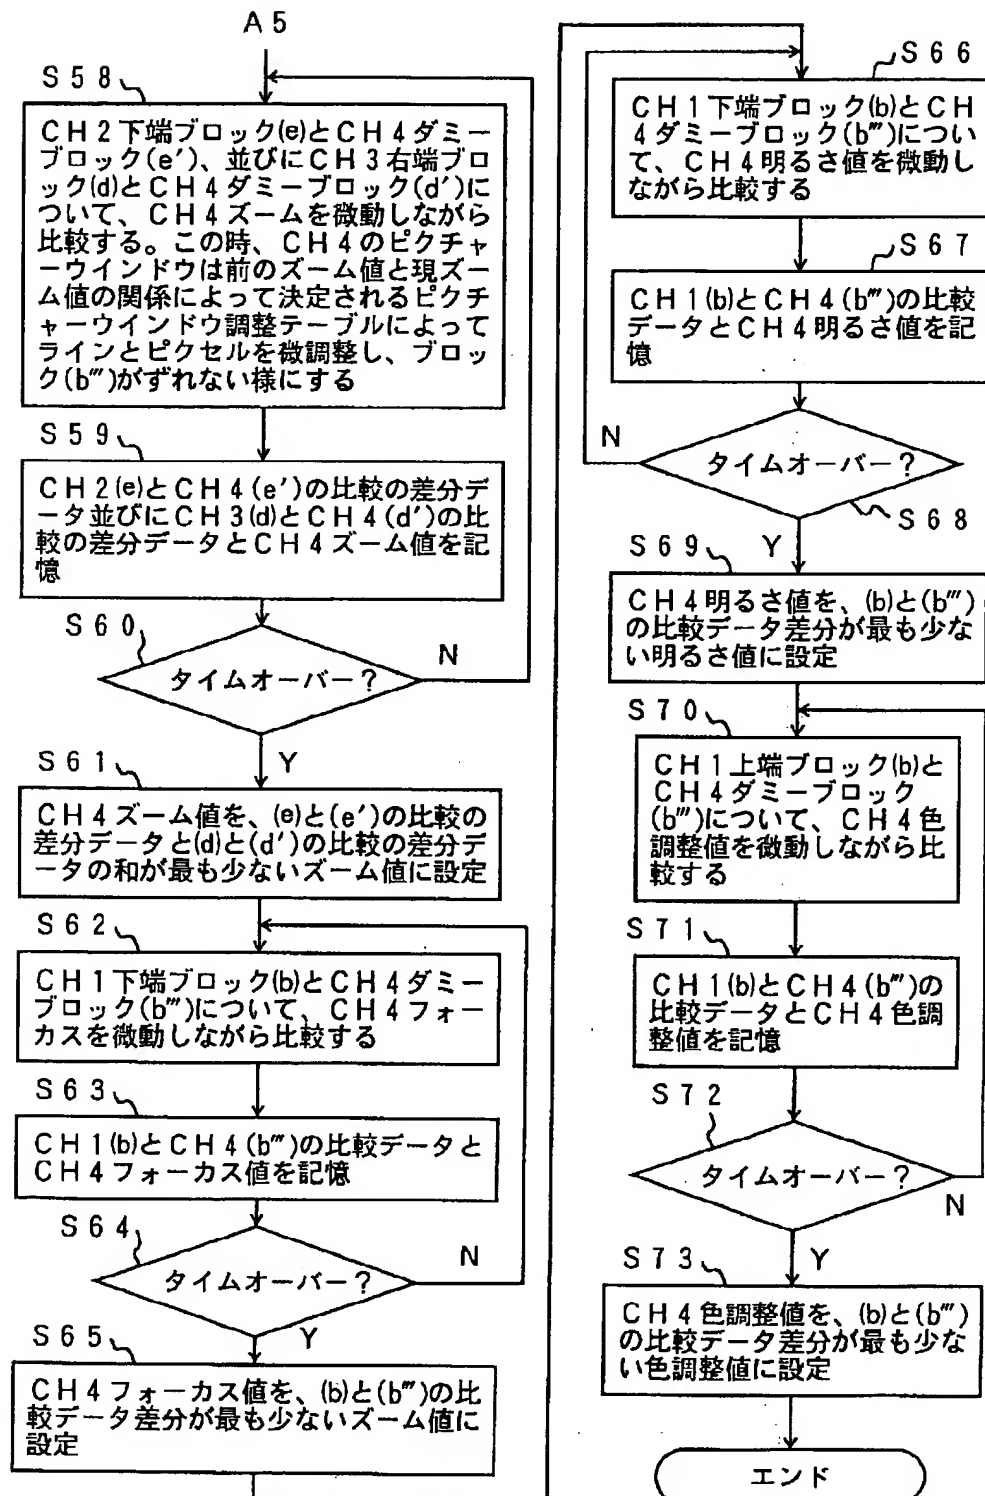 A5
S58
CH2下端ブロック(e)とCH4ダミー
ブロック(e′)、並びにCH3右端ブロ
ック(d)とCH4ダミーブロック(d′)に
ついて、CH4ズームを微動しながら
比較する。この時、CH4のピクチャ
ーウインドウは前のズーム値と現ズー
ム値の関係によって決定されるピクチ
ャーウインドウ調整テーブルによって
ラインとピクセルを微調整し、ブロッ
ク(b‴)がずれない様にする
S59
CH2(e)とCH4(e′)の比較の差分デ
ータ並びにCH3(d)とCH4(d′)の比
較の差分データとCH4ズーム値を記
憶
S60
タイムオーバー?
N
Y
S61
CH4ズーム値を、(e)と(e′)の比較の
差分データと(d)と(d′)の比較の差分デ
ータの和が最も少ないズーム値に設定
S62
CH1下端ブロック(b)とCH4ダミー
ブロック(b‴)について、CH4フォー
カスを微動しながら比較する
S63
CH1(b)とCH4(b‴)の比較データと
CH4フォーカス値を記憶
S64
タイムオーバー?
N
Y
S65
CH4フォーカス値を、(b)と(b‴)の比
較データ差分が最も少ないズーム値に
設定
S66
CH1下端ブロック(b)とCH
4ダミーブロック(b‴)につい
て、CH4明るさ値を微動し
ながら比較する
S67
CH1(b)とCH4(b‴)の比較
データとCH4明るさ値を記
憶
N
タイムオーバー?
S68
Y
S69
CH4明るさ値を、(b)と(b‴)
の比較データ差分が最も少な
い明るさ値に設定
S70
CH1上端ブロック(b)と
CH4ダミーブロック
(b‴)について、CH4色
調整値を微動しながら比
較する
S71
CH1(b)とCH4(b‴)の
比較データとCH4色調
整値を記憶
S72
タイムオーバー?
N
Y
S73
CH4色調整値を、(b)と(b‴)
の比較データ差分が最も少な
い色調整値に設定
エンド